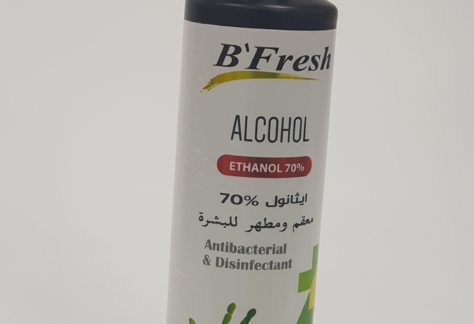 B`Fresh
ALCOHOL
ETHANOL 70%
ايثانول 70%
معقم ومطهر للبشرة
Antibacterial
& Disinfectant